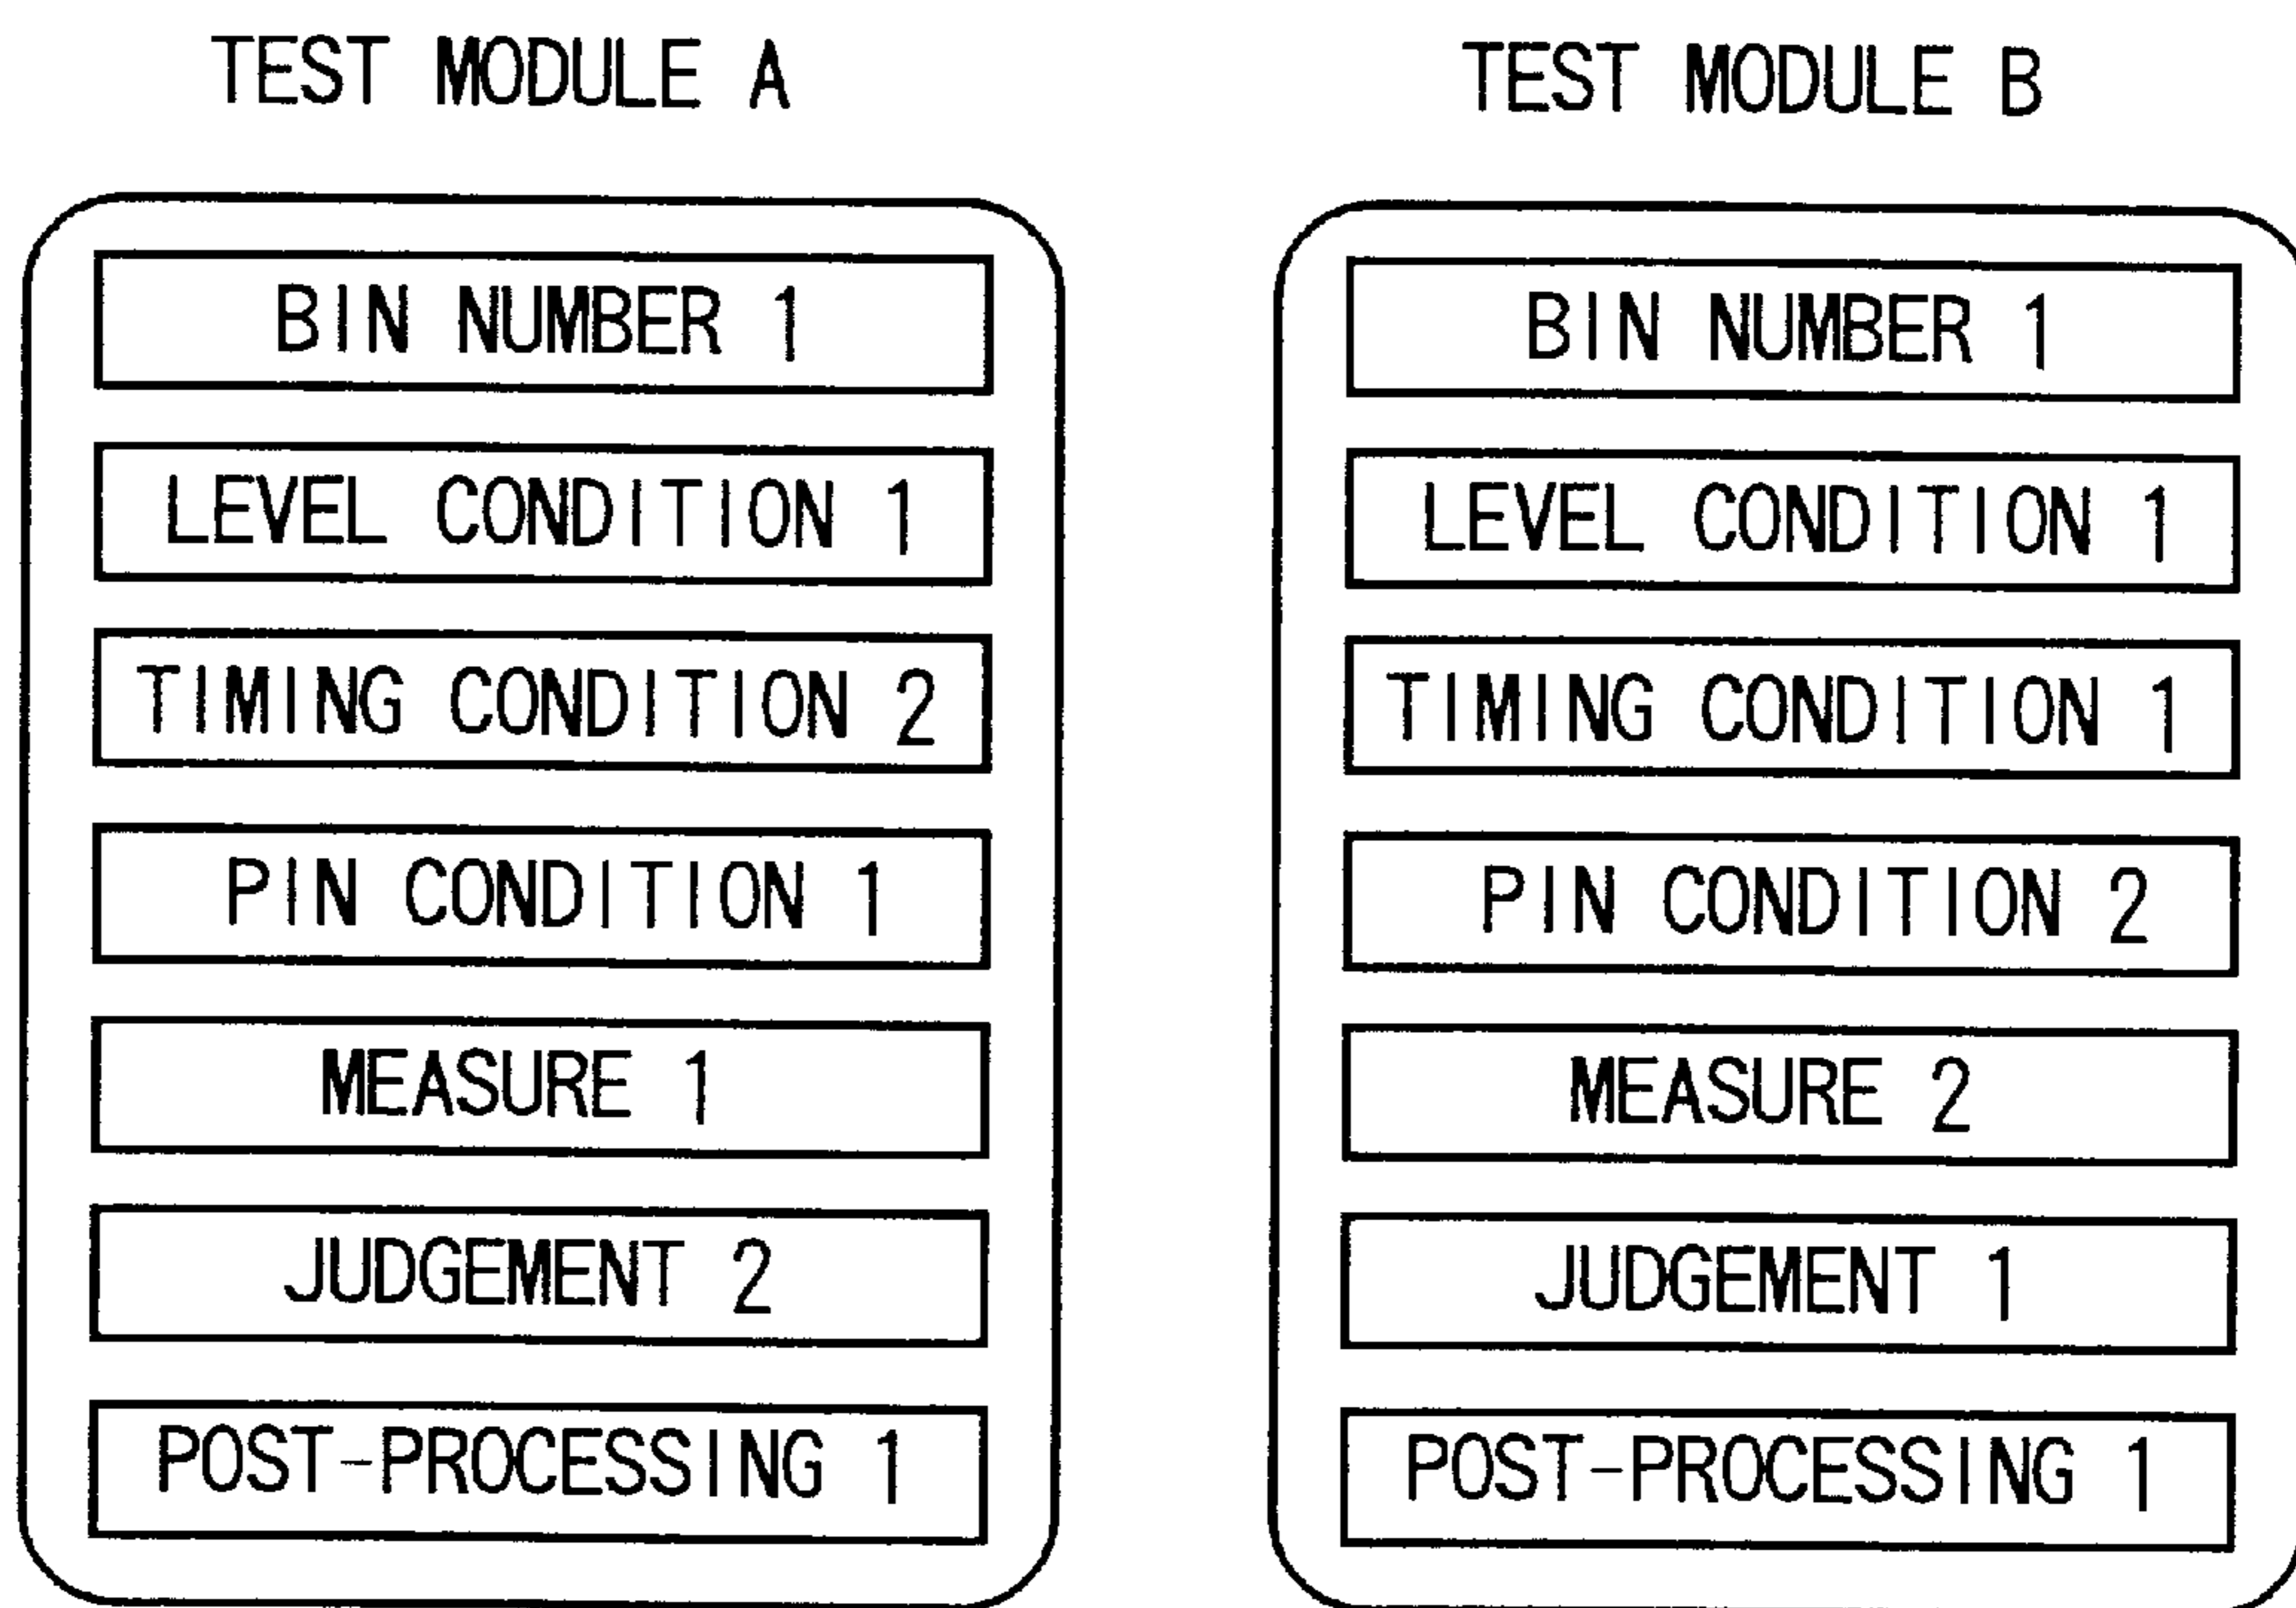 TEST MODULE A
BIN NUMBER 1
LEVEL CONDITION 1
TIMING CONDITION 2
PIN CONDITION 1
MEASURE 1
JUDGEMENT 2
POST-PROCESSING 1
TEST MODULE B
BIN NUMBER 1
LEVEL CONDITION 1
TIMING CONDITION 1
PIN CONDITION 2
MEASURE 2
JUDGEMENT 1
POST-PROCESSING 1